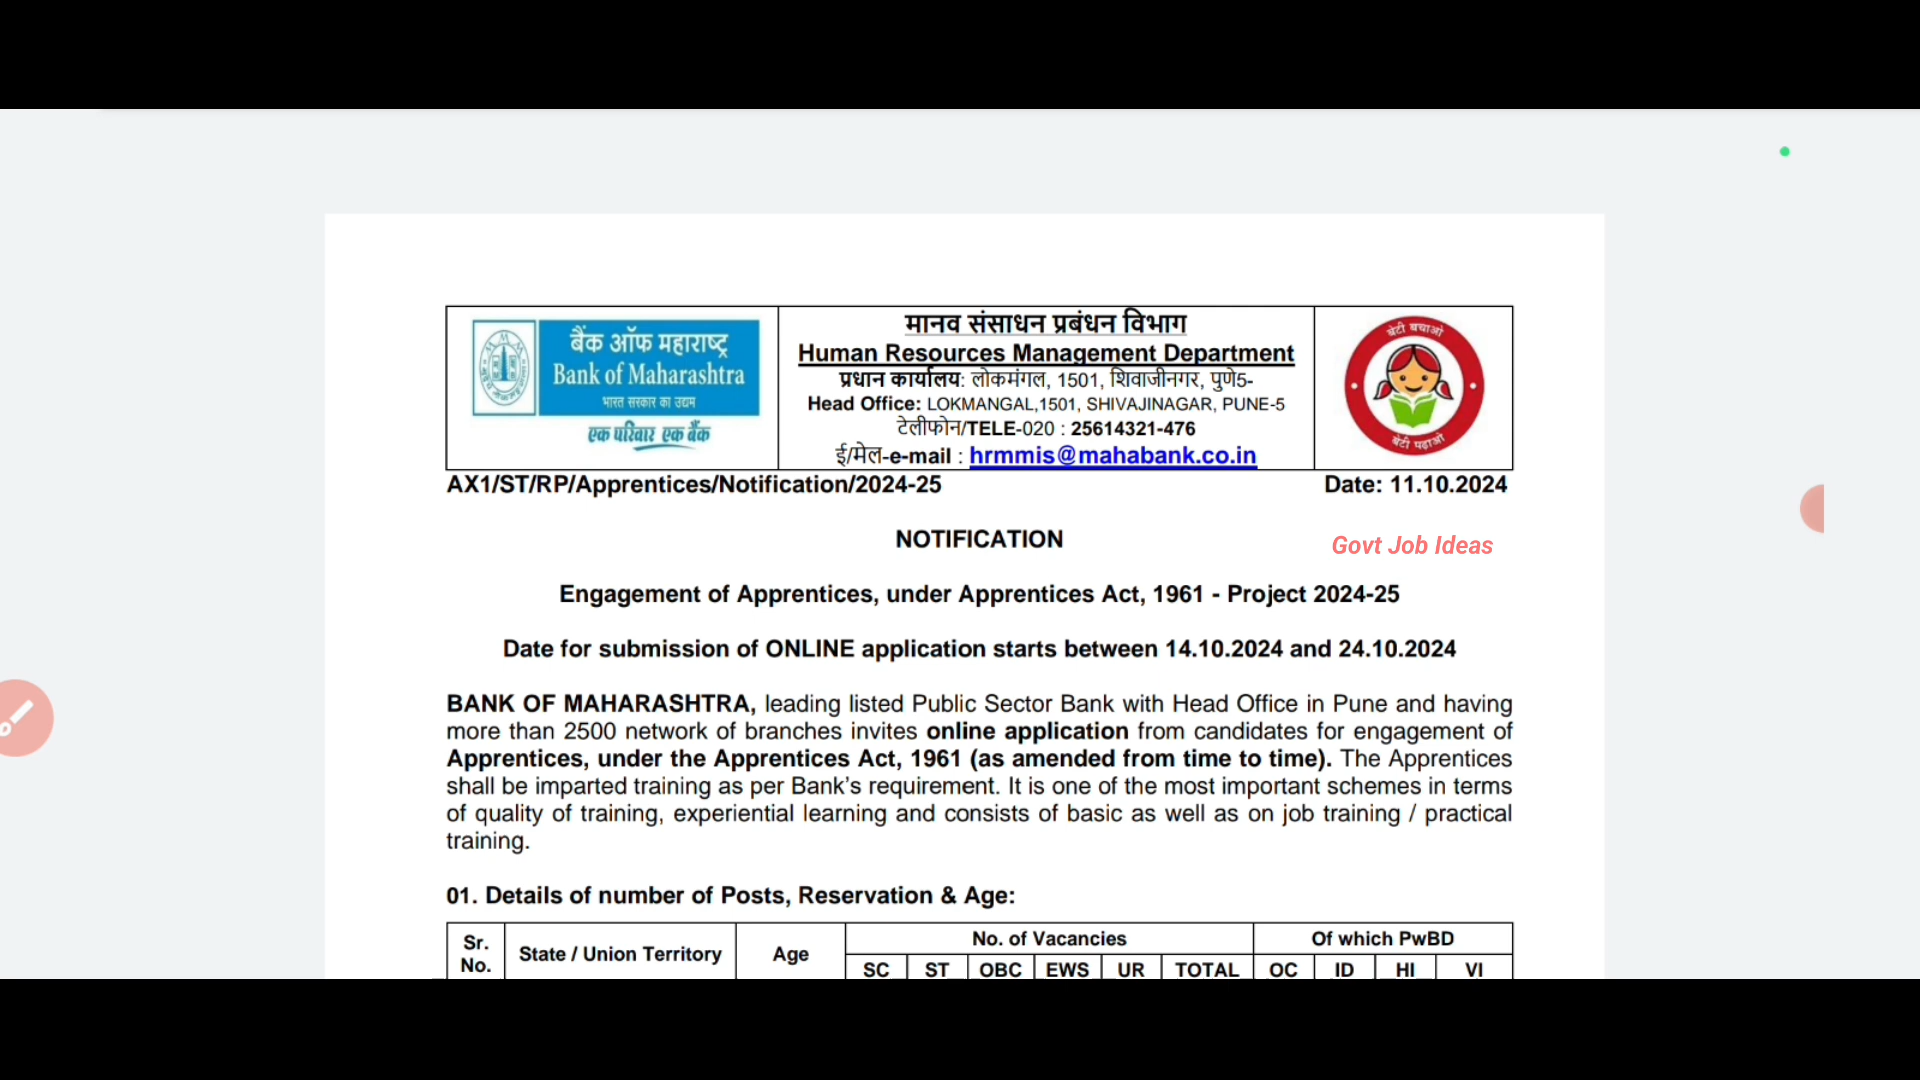 बैंक ऑफ महाराष्ट्र
Bank of Maharashtra
भारत सरकार का उद्यम
एक परिवार एक बैंक
मानव संसाधन प्रबंधन विभाग
Human Resources Management Department
प्रधान कार्यालय: लोकमंगल, 1501, शिवाजीनगर, पुणे5-
Head Office: LOKMANGAL,1501, SHIVAJINAGAR, PUNE-5
टेलीफोन/TELE-020 : 25614321-476
ई/मेल-e-mail : hrmmis@mahabank.co.in
बेटी बचाओ
बेटी पढ़ाओ
AX1/ST/RP/Apprentices/Notification/2024-25 Date: 11.10.2024
NOTIFICATION
Govt Job Ideas
Engagement of Apprentices, under Apprentices Act, 1961 - Project 2024-25
Date for submission of ONLINE application starts between 14.10.2024 and 24.10.2024
BANK OF MAHARASHTRA, leading listed Public Sector Bank with Head Office in Pune and having
more than 2500 network of branches invites online application from candidates for engagement of
Apprentices, under the Apprentices Act, 1961 (as amended from time to time). The Apprentices
shall be imparted training as per Bank’s requirement. It is one of the most important schemes in terms
of quality of training, experiential learning and consists of basic as well as on job training / practical
training.
01. Details of number of Posts, Reservation & Age:
Sr. No. State / Union Territory Age No. of Vacancies Of which PwBD
SC ST OBC EWS UR TOTAL OC ID HI VI